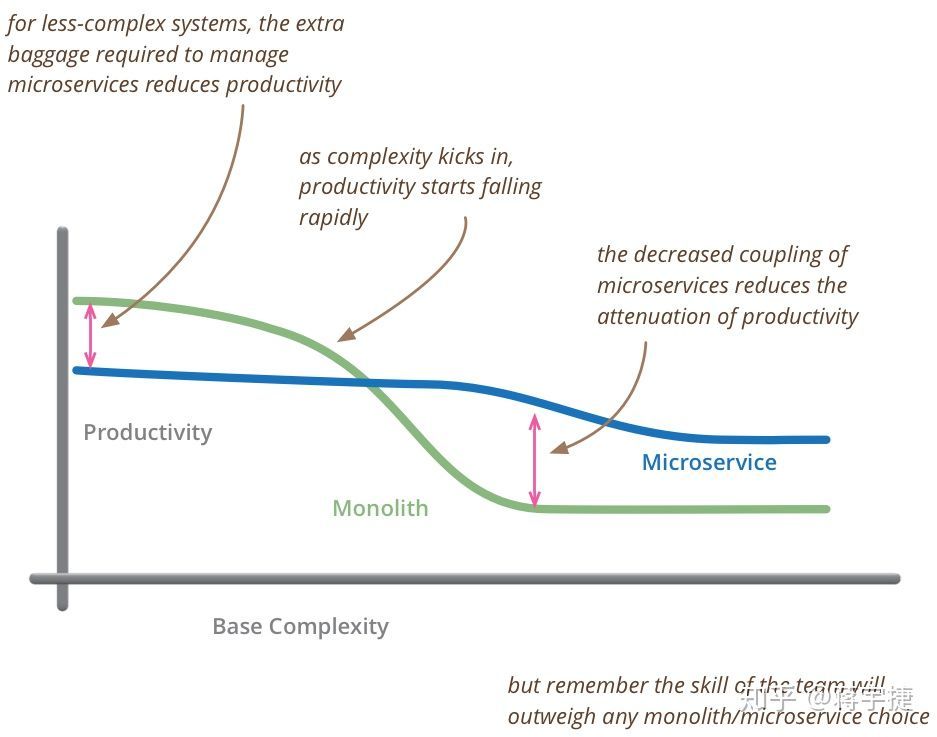 for less-complex systems, the extra
baggage required to manage
microservices reduces productivity
as complexity kicks in,
productivity starts falling
rapidly
the decreased coupling of
microservices reduces the
attenuation of productivity
Productivity
Microservice
Monolith
Base Complexity
but remember the skill of the team will
outweigh any monolith/microservice choice
知乎 @蒋宇捷